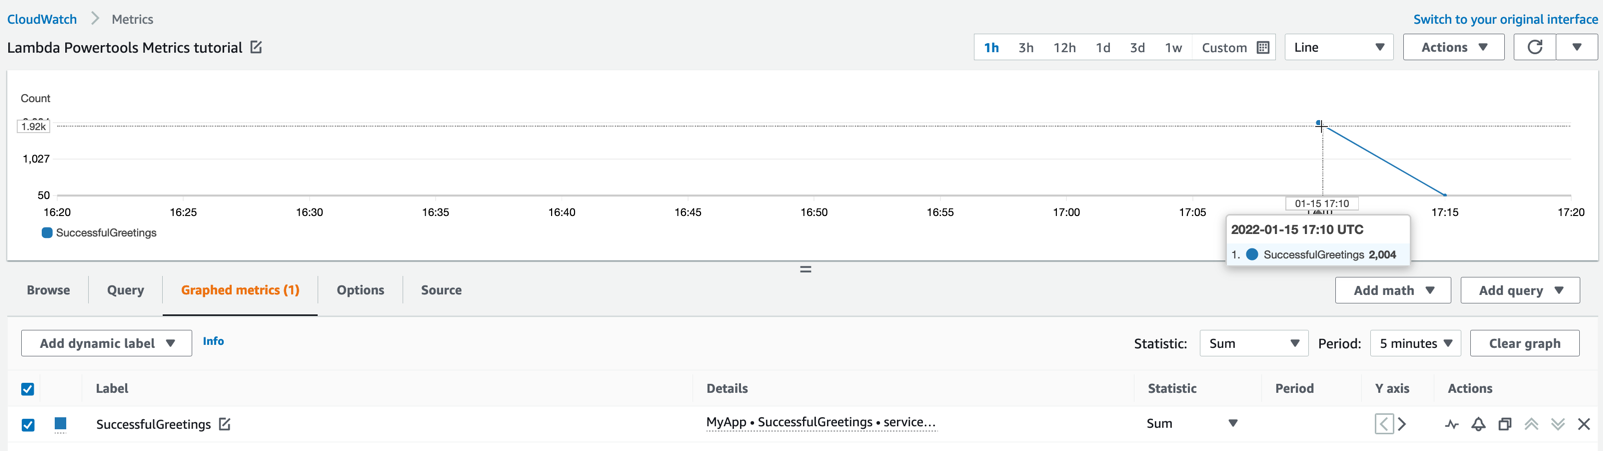 CloudWatch > Metrics
Switch to your original interface
Lambda Powertools Metrics tutorial
1h 3h 12h 1d 3d 1w Custom Line Actions
Count
1.92k
1,027
50
16:20 16:25 16:30 16:35 16:40 16:45 16:50 16:55 17:00 17:05 17:15 17:20
01-15 17:10
SuccessfulGreetings
2022-01-15 17:10 UTC
1. SuccessfulGreetings 2,004
Browse Query Graphed metrics (1) Options Source Add math Add query
Add dynamic label Info Statistic: Sum Period: 5 minutes Clear graph
Label Details Statistic Period Y axis Actions
SuccessfulGreetings MyApp • SuccessfulGreetings • service... Sum